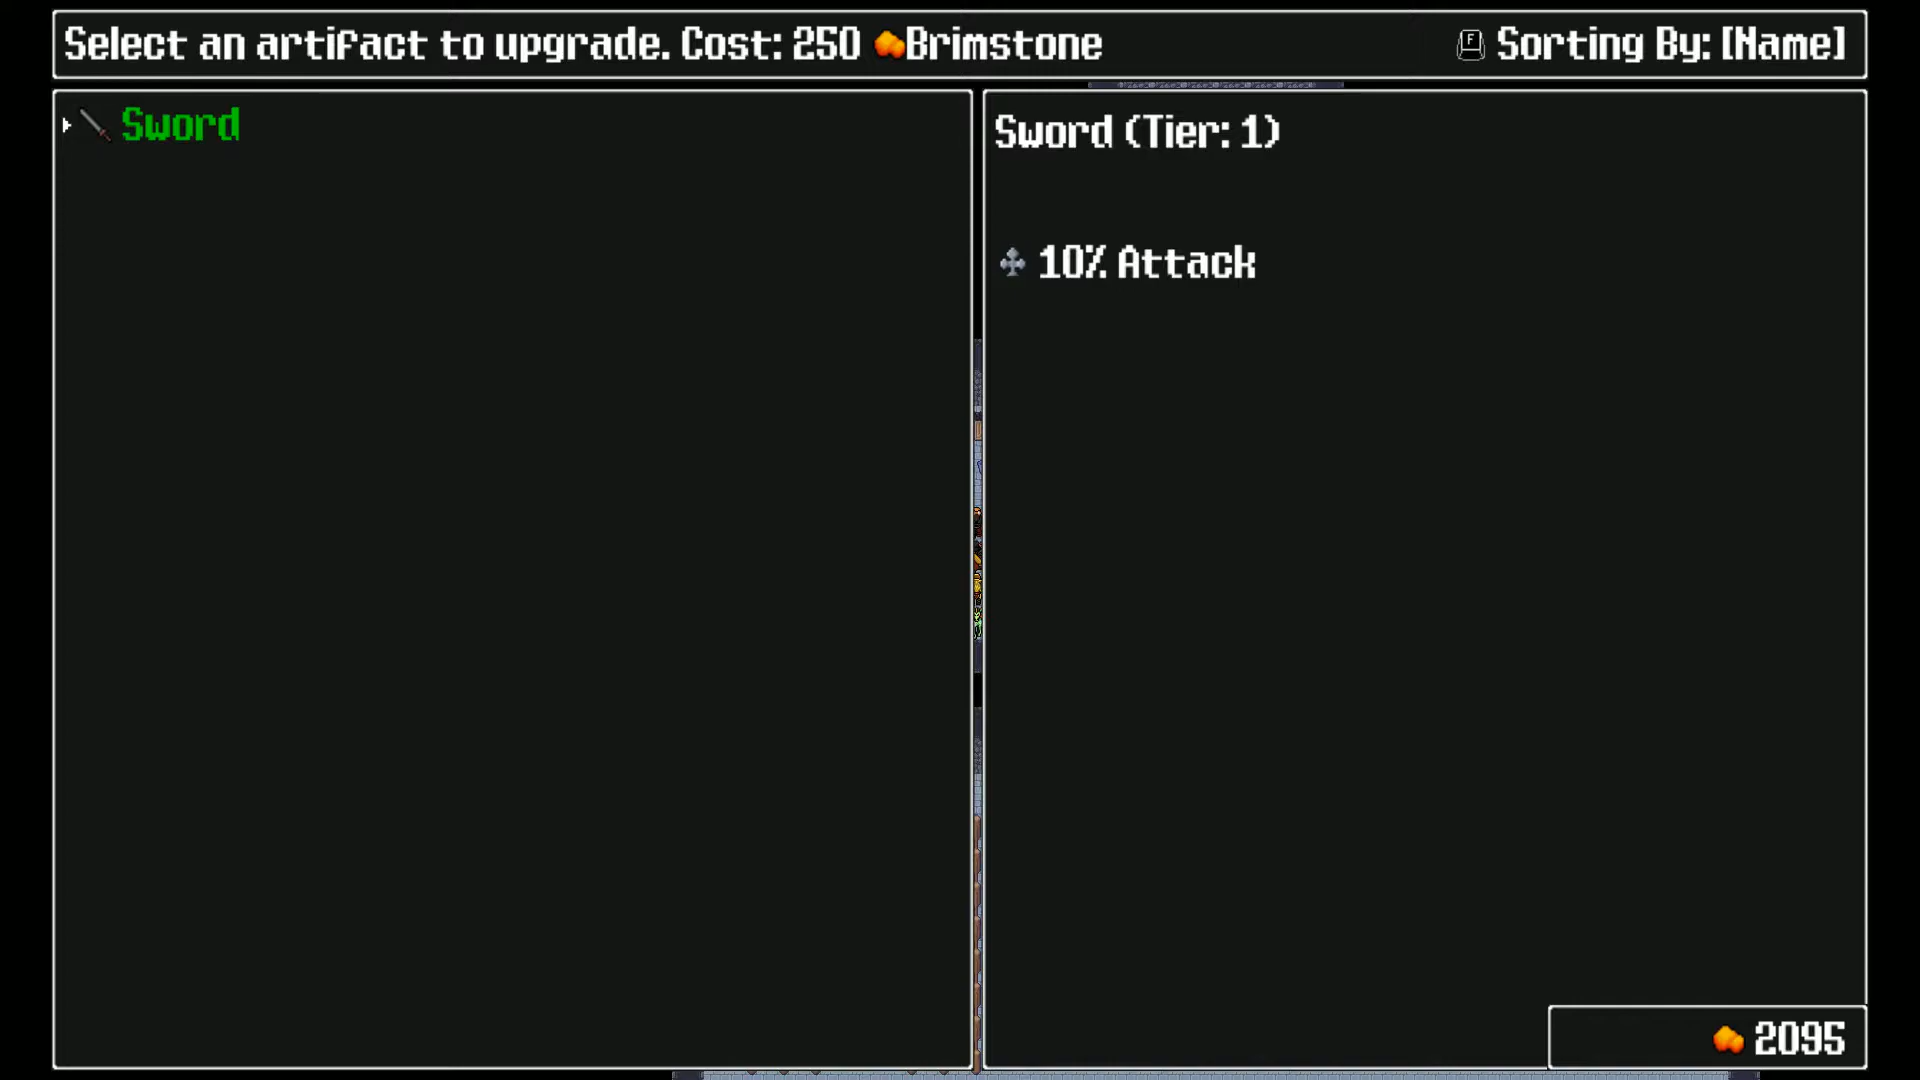 Select an artifact to upgrade. Cost: 250 Brimstone
F Sorting By: [Name]
Sword
Sword (Tier: 1)
10% Attack
2095